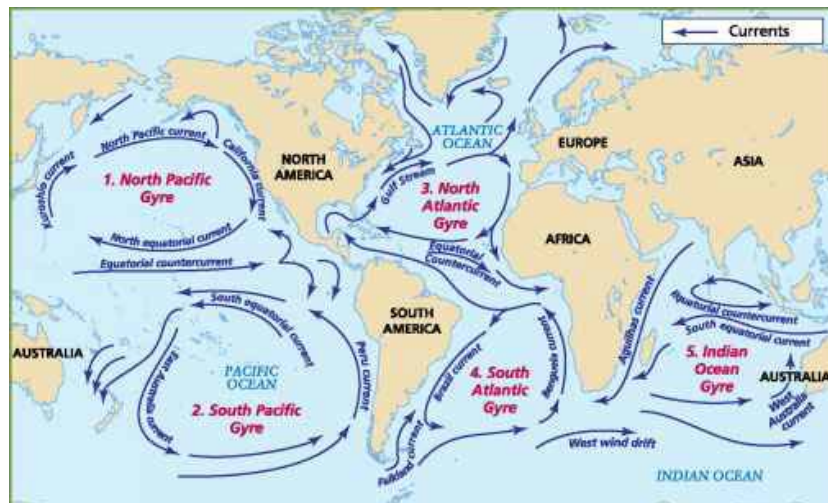 Currents
ATLANTIC
OCEAN
EUROPE
ASIA
NORTH
AMERICA
North Pacific current
California current
Kuroshio current
1. North Pacific
Gyre
Gulf Stream
3. North
Atlantic
Gyre
AFRICA
North equatorial current
Equatorial countercurrent
Equatorial
Countercurrent
SOUTH
AMERICA
South equatorial current
Agulhas current
Equatorial countercurrent
South equatorial current
5. Indian
Ocean
Gyre
AUSTRALIA
AUSTRALIA
East Australia current
PACIFIC
OCEAN
2. South Pacific
Gyre
Peru current
Brazil current
4. South
Atlantic
Gyre
Benguela current
West
Australia
current
Falkland current
West wind drift
INDIAN OCEAN